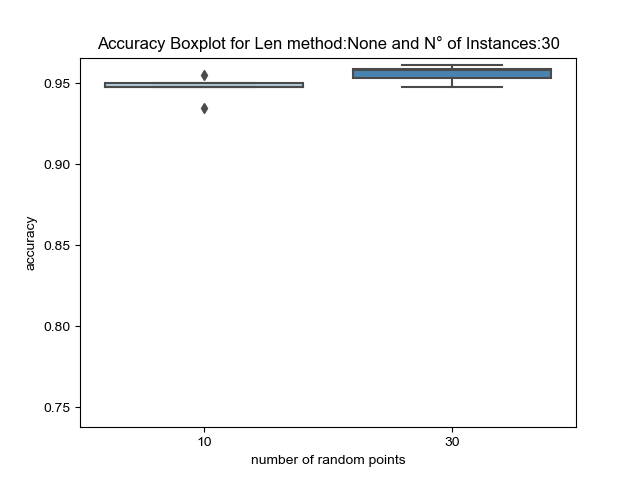 Accuracy Boxplot for Len method:None and N° of Instances:30
0.95
0.90
0.85
0.80
0.75
accuracy
10
30
number of random points